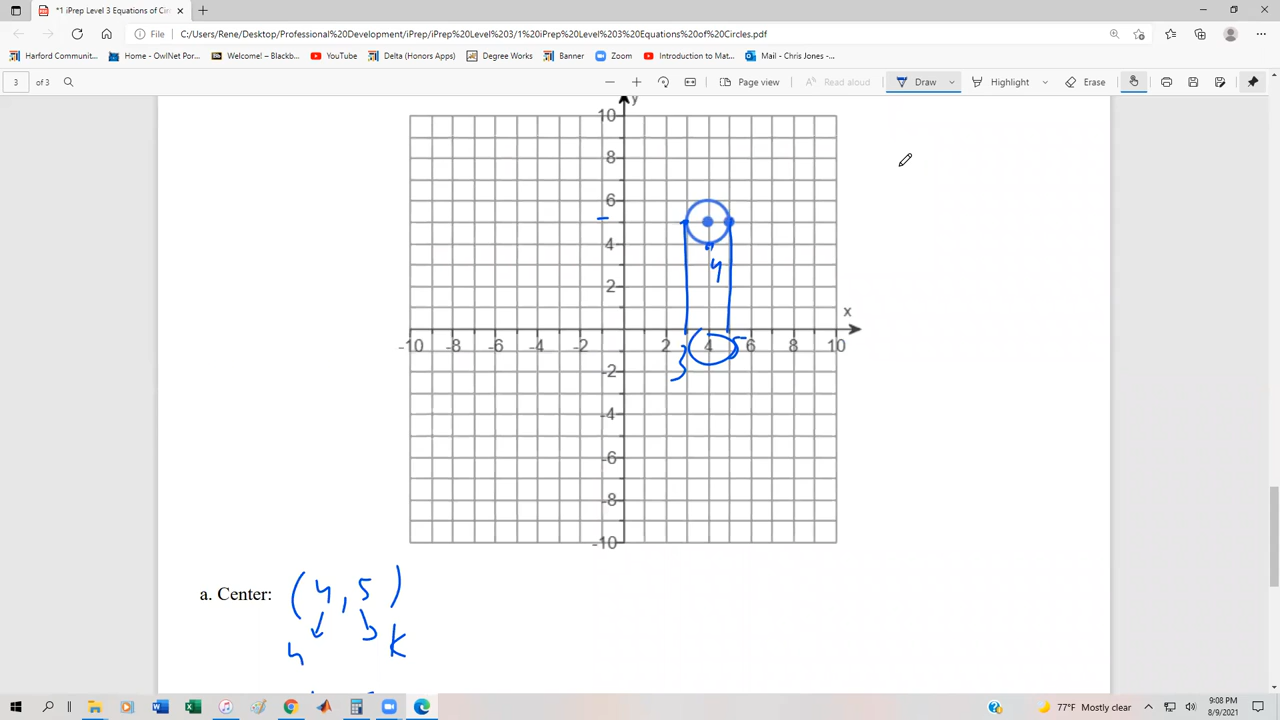 *1 iPrep Level 3 Equations of Circ
File C:/Users/Rene/Desktop/Professional%20Development/iPrep/iPrep%20Level%203/1%20iPrep%20Level%203%20Equations%20of%20Circles.pdf
Harford Communit... Home - OwlNet Por... Welcome! – Blackb... YouTube Delta (Honors Apps) Degree Works Banner Zoom Introduction to Mat... Mail - Chris Jones -...
3 of 3 Page view Read aloud Draw Highlight Erase
y
10
8
6
4
4
2
x
-10 -8 -6 -4 -2 2 4 5 6 8 10
3
-2
-4
-6
-8
-10
a. Center: (4, 5)
h k
77°F Mostly clear 9:08 PM
8/9/2021